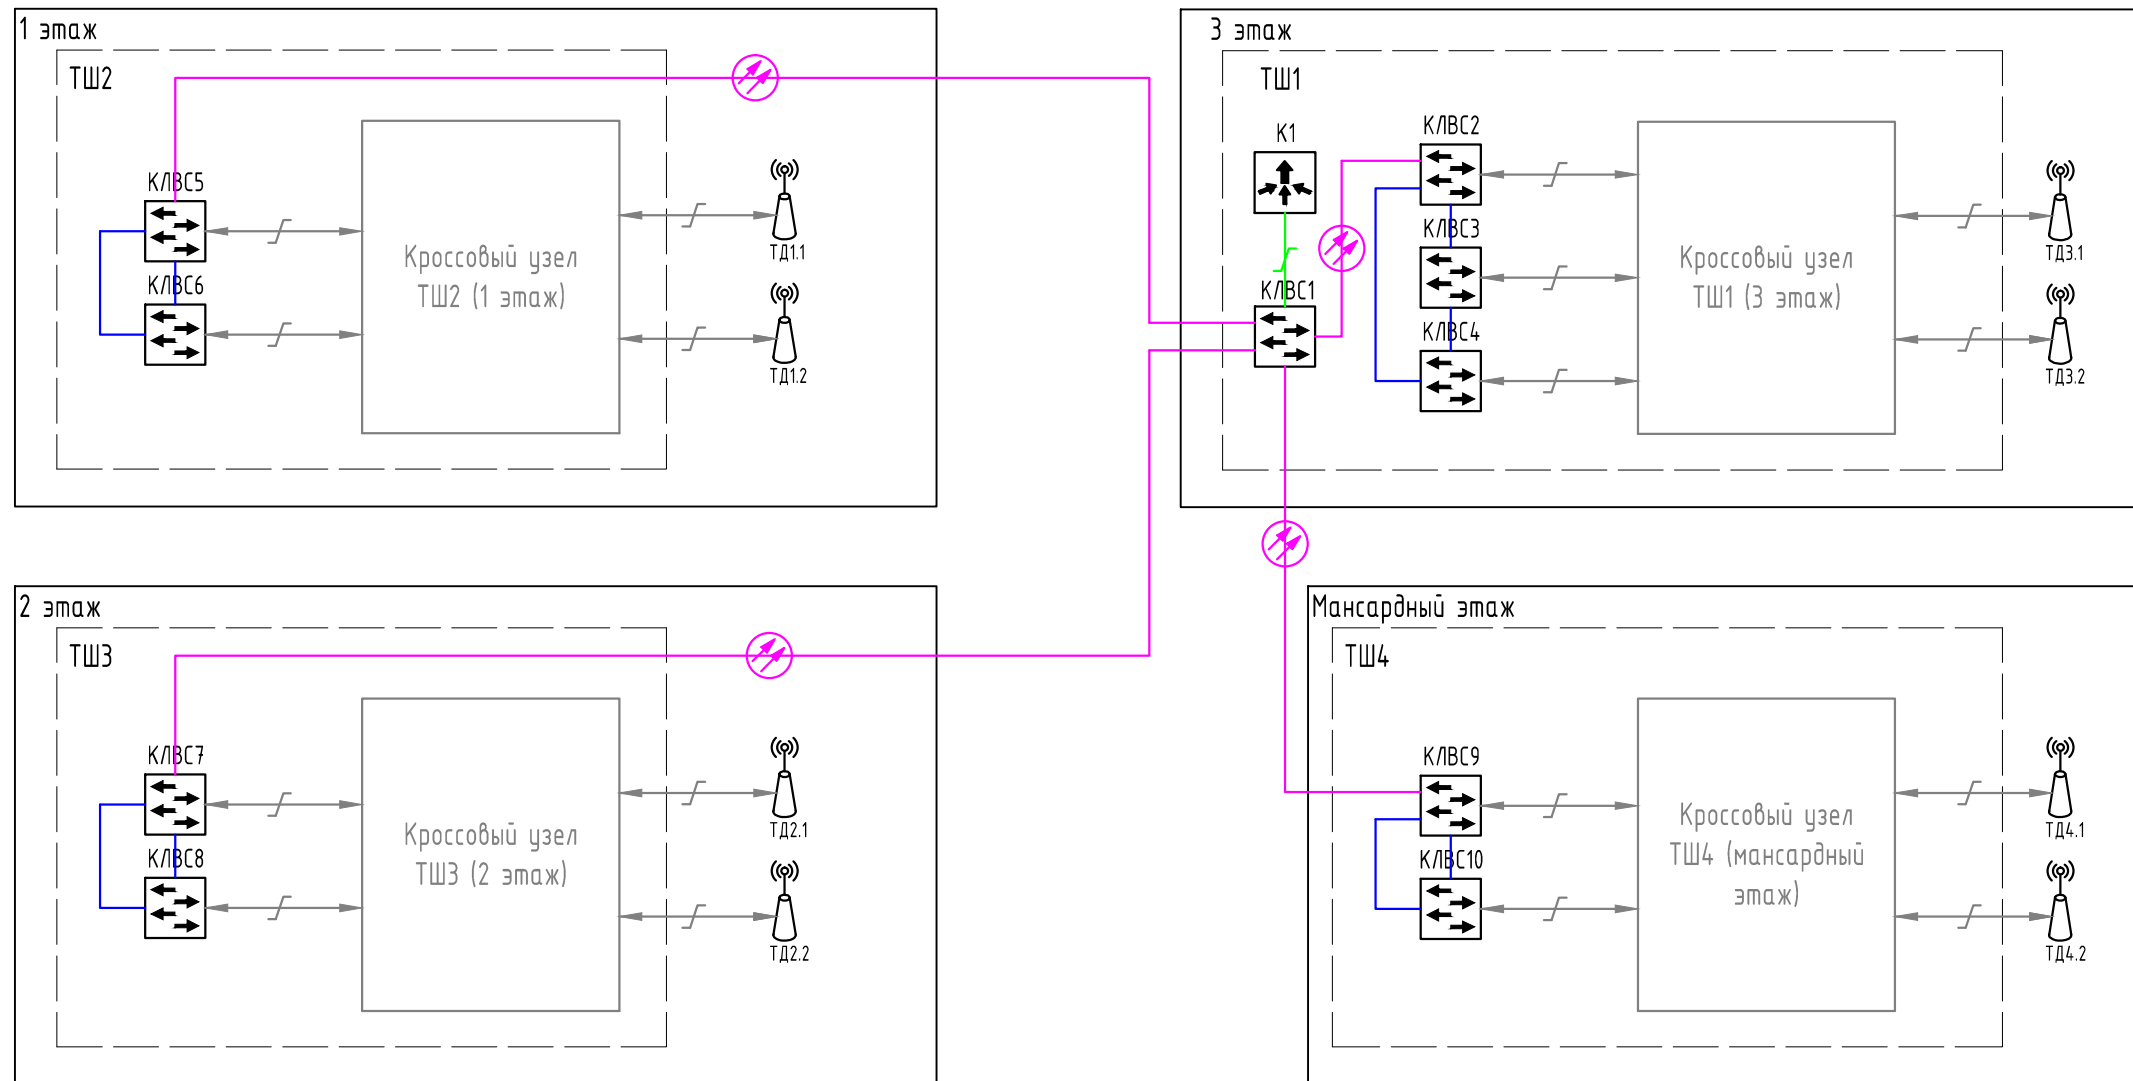 1 этаж
ТШ2
КЛВС5
КЛВС6
Кроссовый узел
ТШ2 (1 этаж)
ТД1.1
ТД1.2
3 этаж
ТШ1
К1
КЛВС1
КЛВС2
КЛВС3
КЛВС4
Кроссовый узел
ТШ1 (3 этаж)
ТД3.1
ТД3.2
2 этаж
ТШ3
КЛВС7
КЛВС8
Кроссовый узел
ТШ3 (2 этаж)
ТД2.1
ТД2.2
Мансардный этаж
ТШ4
КЛВС9
КЛВС10
Кроссовый узел
ТШ4 (мансардный
этаж)
ТД4.1
ТД4.2